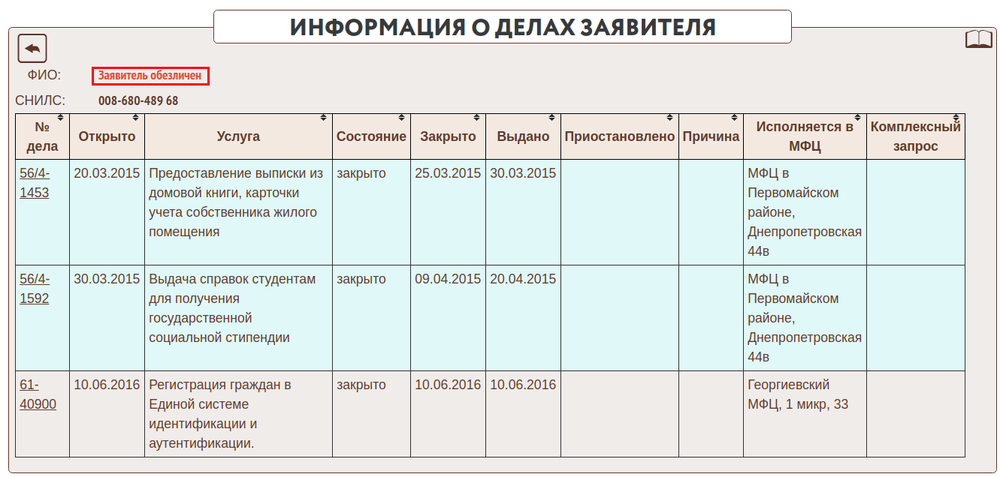 ИНФОРМАЦИЯ О ДЕЛАХ ЗАЯВИТЕЛЯ
ФИО: Заявитель обезличен
СНИЛС: 008-680-489 68
№ дела Открыто Услуга Состояние Закрыто Выдано Приостановлено Причина Исполняется в МФЦ Комплексный запрос
56/4-
1453
20.03.2015
Предоставление выписки из
домовой книги, карточки
учета собственника жилого
помещения
закрыто
25.03.2015
30.03.2015
МФЦ в
Первомайском
районе,
Днепропетровская
44в
56/4-
1592
30.03.2015
Выдача справок студентам
для получения
государственной
социальной стипендии
закрыто
09.04.2015
20.04.2015
МФЦ в
Первомайском
районе,
Днепропетровская
44в
61-
40900
10.06.2016
Регистрация граждан в
Единой системе
идентификации и
аутентификации.
закрыто
10.06.2016
10.06.2016
Георгиевский
МФЦ, 1 микр, 33